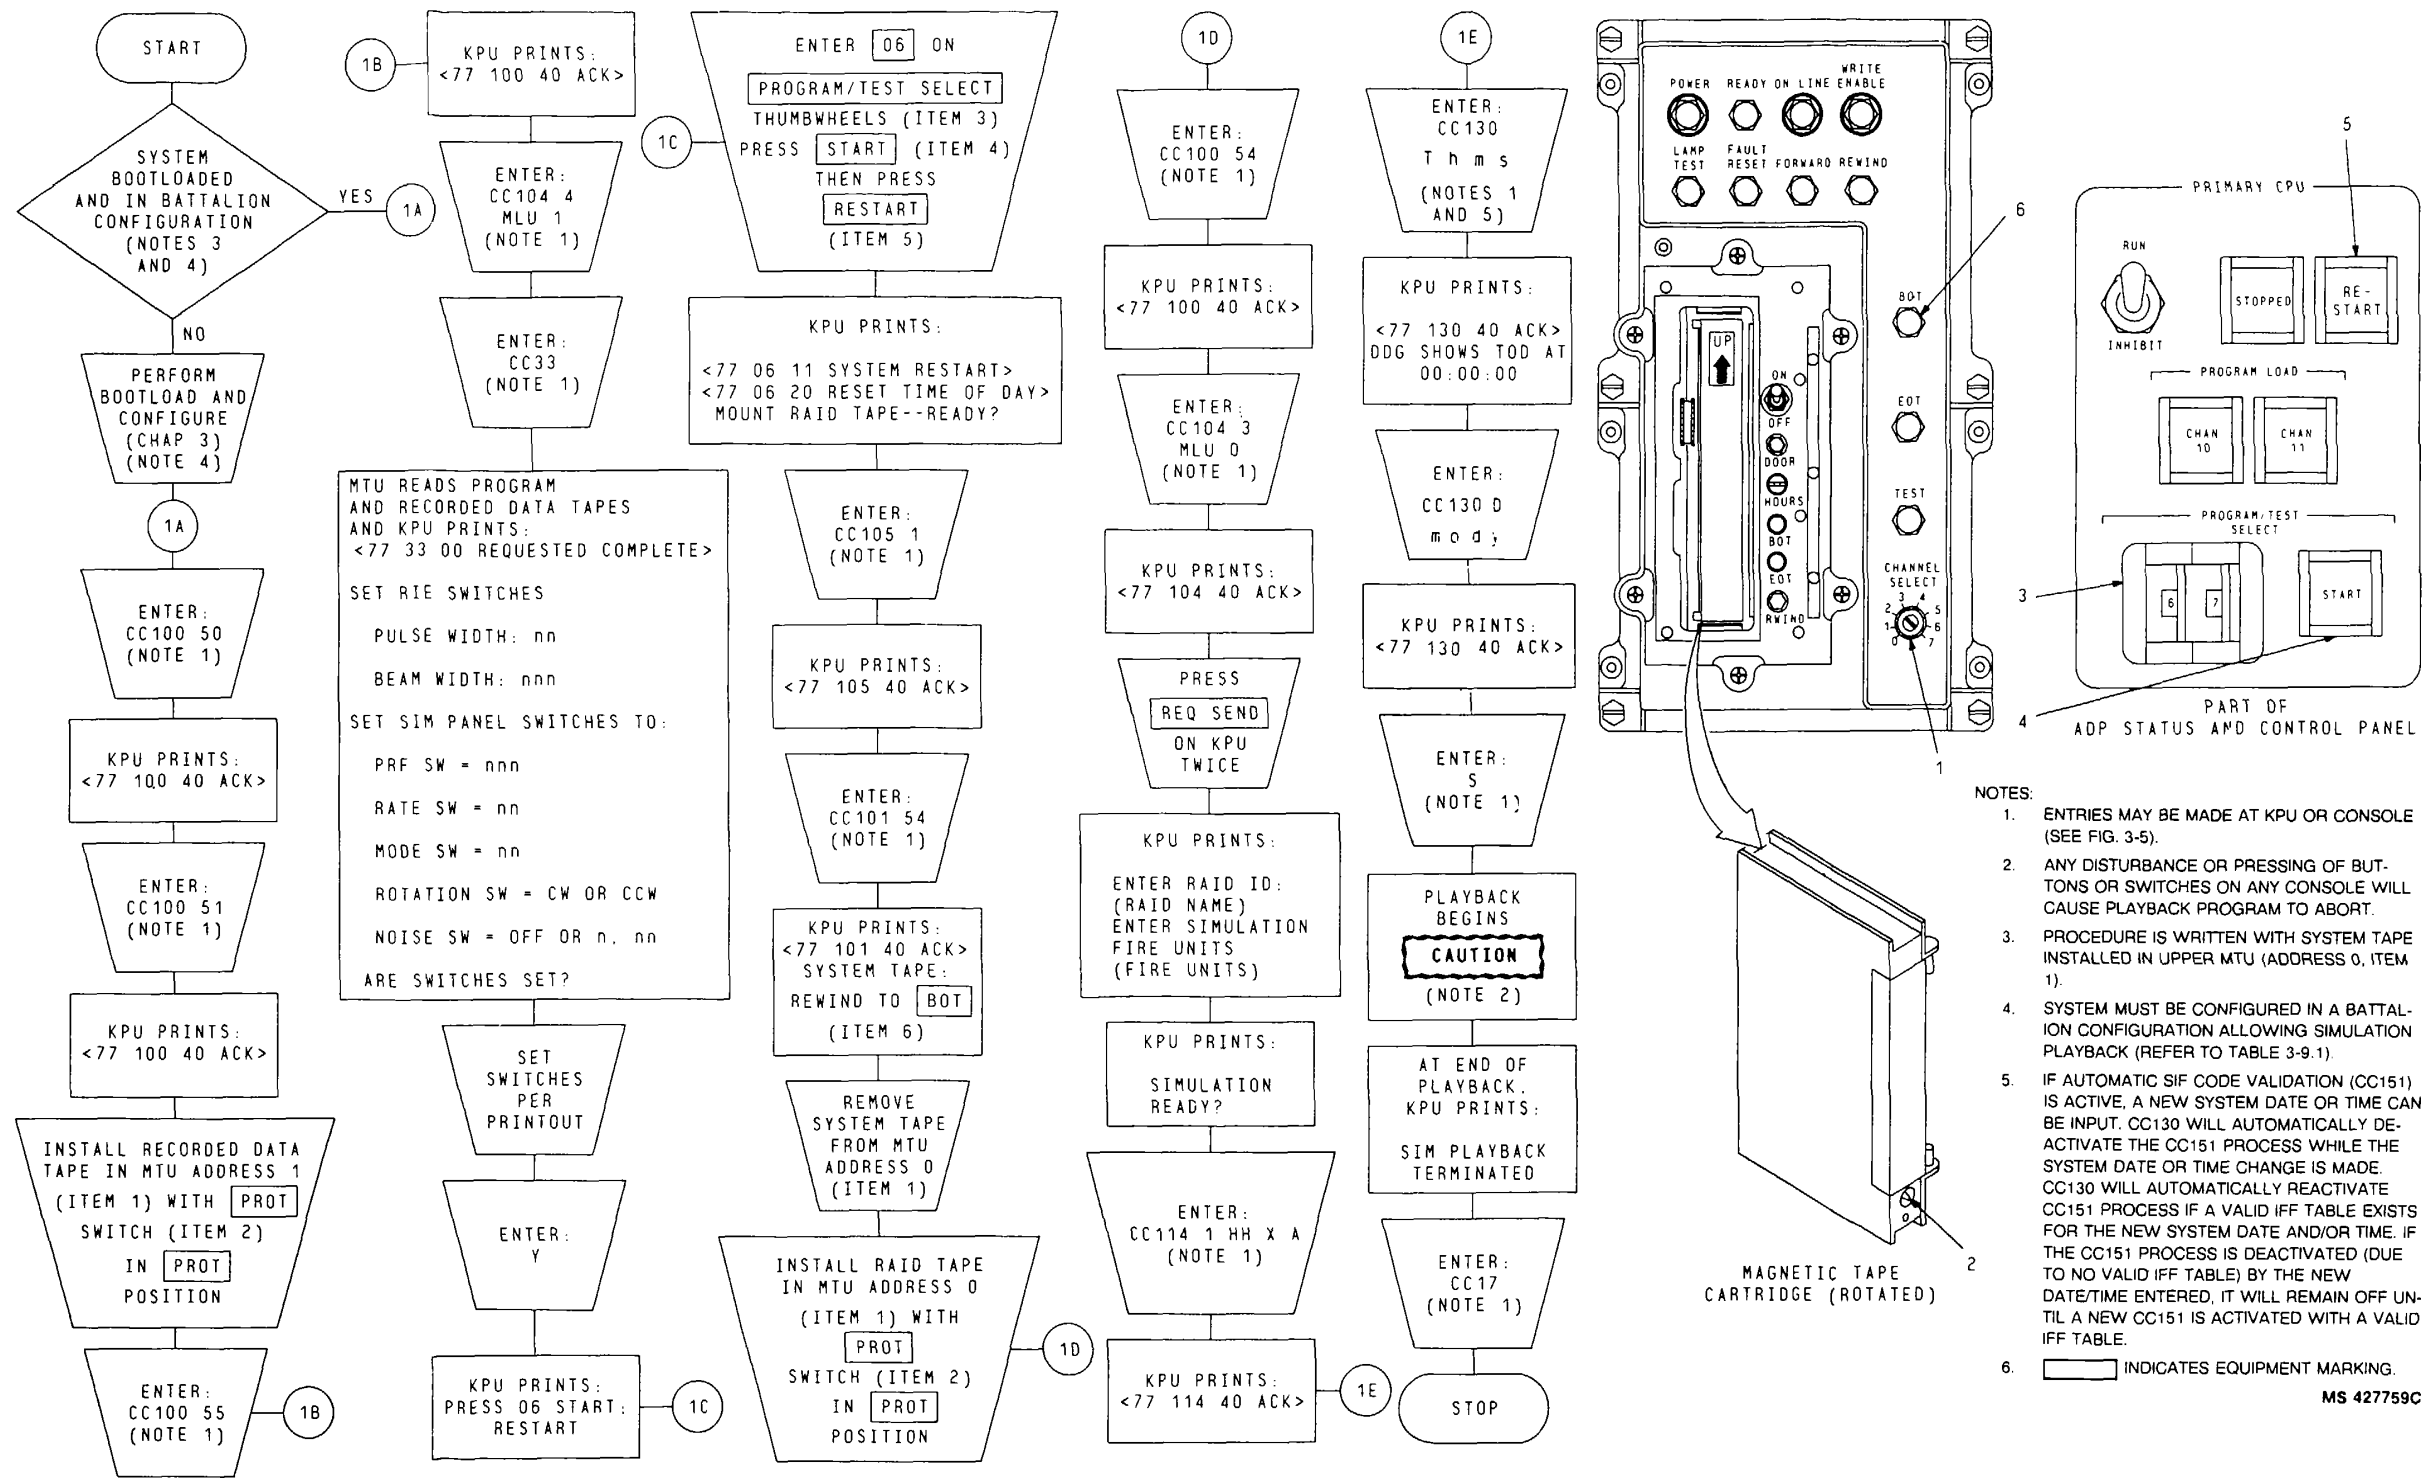 START
SYSTEM
BOOTLOADED
AND IN BATTALION
CONFIGURATION
(NOTES 3
AND 4)
YES
1A
NO
PERFORM
BOOTLOAD AND
CONFIGURE
(CHAP 3)
(NOTE 4)
1A
ENTER:
CC100 50
(NOTE 1)
KPU PRINTS:
<77 100 40 ACK>
ENTER:
CC100 51
(NOTE 1)
KPU PRINTS:
<77 100 40 ACK>
INSTALL RECORDED DATA
TAPE IN MTU ADDRESS 1
(ITEM 1) WITH PROT
SWITCH (ITEM 2)
IN PROT
POSITION
ENTER:
CC100 55
(NOTE 1)
1B
1B
KPU PRINTS:
<77 100 40 ACK>
ENTER:
CC104 4
MLU 1
(NOTE 1)
ENTER:
CC33
(NOTE 1)
MTU READS PROGRAM
AND RECORDED DATA TAPES
AND KPU PRINTS:
<77 33 00 REQUESTED COMPLETE>
SET RIE SWITCHES
PULSE WIDTH: nn
BEAM WIDTH: nnn
SET SIM PANEL SWITCHES TO:
PRF SW = nnn
RATE SW = nn
MODE SW = nn
ROTATION SW = CW OR CCW
NOISE SW = OFF OR n, nn
ARE SWITCHES SET?
SET
SWITCHES
PER
PRINTOUT
ENTER:
Y
KPU PRINTS:
PRESS 06 START:
RESTART
1C
1C
ENTER 06 ON
PROGRAM/TEST SELECT
THUMBWHEELS (ITEM 3)
PRESS START (ITEM 4)
THEN PRESS
RESTART
(ITEM 5)
KPU PRINTS:
<77 06 11 SYSTEM RESTART>
<77 06 20 RESET TIME OF DAY>
MOUNT RAID TAPE--READY?
ENTER:
CC105 1
(NOTE 1)
KPU PRINTS:
<77 105 40 ACK>
ENTER:
CC101 54
(NOTE 1)
KPU PRINTS:
<77 101 40 ACK>
SYSTEM TAPE:
REWIND TO BOT
(ITEM 6)
REMOVE
SYSTEM TAPE
FROM MTU
ADDRESS 0
(ITEM 1)
INSTALL RAID TAPE
IN MTU ADDRESS 0
(ITEM 1) WITH
PROT
SWITCH (ITEM 2)
IN PROT
POSITION
1D
1D
ENTER:
CC100 54
(NOTE 1)
KPU PRINTS:
<77 100 40 ACK>
ENTER:
CC104 3
MLU 0
(NOTE 1)
KPU PRINTS:
<77 104 40 ACK>
PRESS
REQ SEND
ON KPU
TWICE
KPU PRINTS:
ENTER RAID ID:
(RAID NAME)
ENTER SIMULATION
FIRE UNITS
(FIRE UNITS)
KPU PRINTS:
SIMULATION
READY?
ENTER:
CC114 1 HH X A
(NOTE 1)
KPU PRINTS:
<77 114 40 ACK>
1E
1E
ENTER:
CC130
T h m s
(NOTES 1
AND 5)
KPU PRINTS:
<77 130 40 ACK>
DDG SHOWS TOD AT
00:00:00
ENTER:
CC130 D
KPU PRINTS:
<77 130 40 ACK>
ENTER:
S
(NOTE 1)
PLAYBACK
BEGINS
CAUTION
(NOTE 2)
AT END OF
PLAYBACK.
KPU PRINTS:
SIM PLAYBACK
TERMINATED
ENTER:
CC17
(NOTE 1)
STOP
POWER READY ON LINE WRITE ENABLE
LAMP TEST FAULT RESET FORWARD REWIND
UP
ON
OFF
DOOR
HOURS
BOT
EOT
RWIND
BOT
EOT
TEST
CHANNEL
SELECT
0 1 2 3 4 5 6 7
6
1
MAGNETIC TAPE
CARTRIDGE (ROTATED)
2
5
PRIMARY CPU
RUN
INHIBIT
STOPPED
RE-
START
PROGRAM LOAD
CHAN
10
CHAN
11
PROGRAM/TEST
SELECT
6 7
START
3
4
PART OF
ADP STATUS AND CONTROL PANEL
NOTES:
1. ENTRIES MAY BE MADE AT KPU OR CONSOLE
(SEE FIG. 3-5).
2. ANY DISTURBANCE OR PRESSING OF BUT-
TONS OR SWITCHES ON ANY CONSOLE WILL
CAUSE PLAYBACK PROGRAM TO ABORT.
3. PROCEDURE IS WRITTEN WITH SYSTEM TAPE
INSTALLED IN UPPER MTU (ADDRESS 0, ITEM
1).
4. SYSTEM MUST BE CONFIGURED IN A BATTAL-
ION CONFIGURATION ALLOWING SIMULATION
PLAYBACK (REFER TO TABLE 3-9.1).
5. IF AUTOMATIC SIF CODE VALIDATION (CC151)
IS ACTIVE, A NEW SYSTEM DATE OR TIME CAN
BE INPUT. CC130 WILL AUTOMATICALLY DE-
ACTIVATE THE CC151 PROCESS WHILE THE
SYSTEM DATE OR TIME CHANGE IS MADE.
CC130 WILL AUTOMATICALLY REACTIVATE
CC151 PROCESS IF A VALID IFF TABLE EXISTS
FOR THE NEW SYSTEM DATE AND/OR TIME. IF
THE CC151 PROCESS IS DEACTIVATED (DUE
TO NO VALID IFF TABLE) BY THE NEW
DATE/TIME ENTERED, IT WILL REMAIN OFF UN-
TIL A NEW CC151 IS ACTIVATED WITH A VALID
IFF TABLE.
6. INDICATES EQUIPMENT MARKING.
MS 427759C